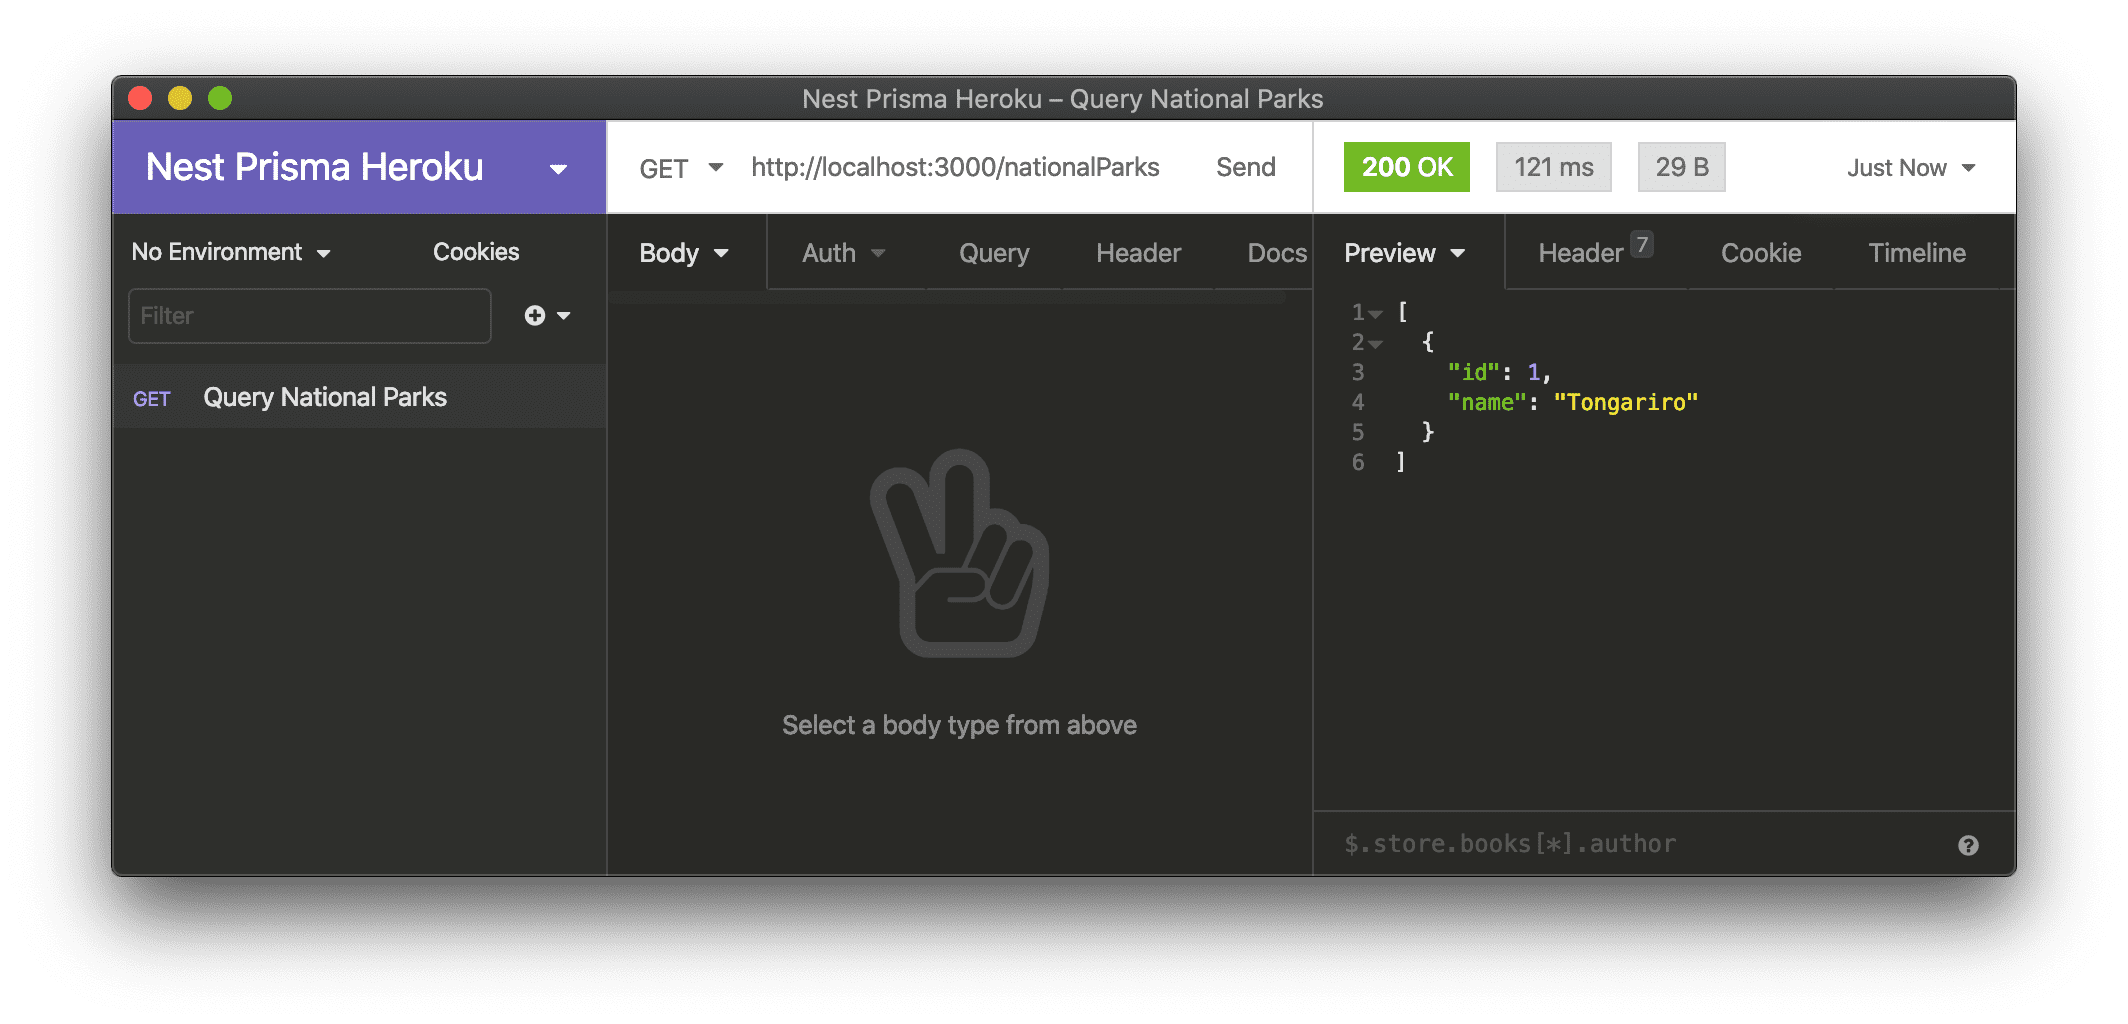 Nest Prisma Heroku – Query National Parks
Nest Prisma Heroku
GET http://localhost:3000/nationalParks Send
200 OK 121 ms 29 B Just Now
No Environment Cookies
Filter
GET Query National Parks
Body Auth Query Header Docs
Select a body type from above
Preview Header 7 Cookie Timeline
1 [
2 {
3 "id": 1,
4 "name": "Tongariro"
5 }
6 ]
$.store.books[*].author